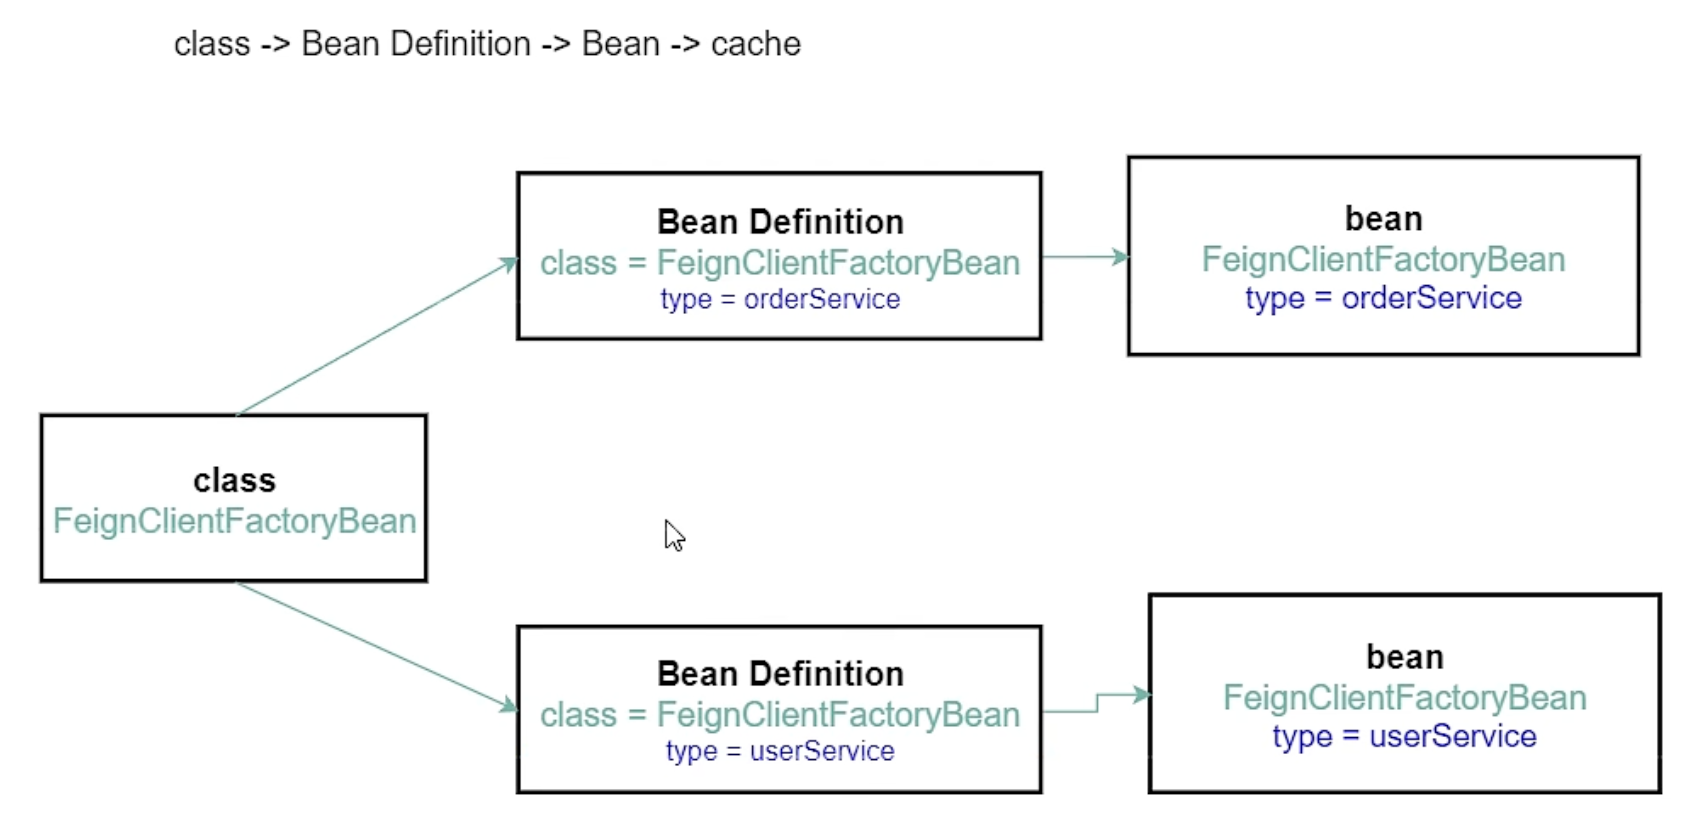 class -> Bean Definition -> Bean -> cache
Bean Definition
class = FeignClientFactoryBean
type = orderService
bean
FeignClientFactoryBean
type = orderService
class
FeignClientFactoryBean
Bean Definition
class = FeignClientFactoryBean
type = userService
bean
FeignClientFactoryBean
type = userService